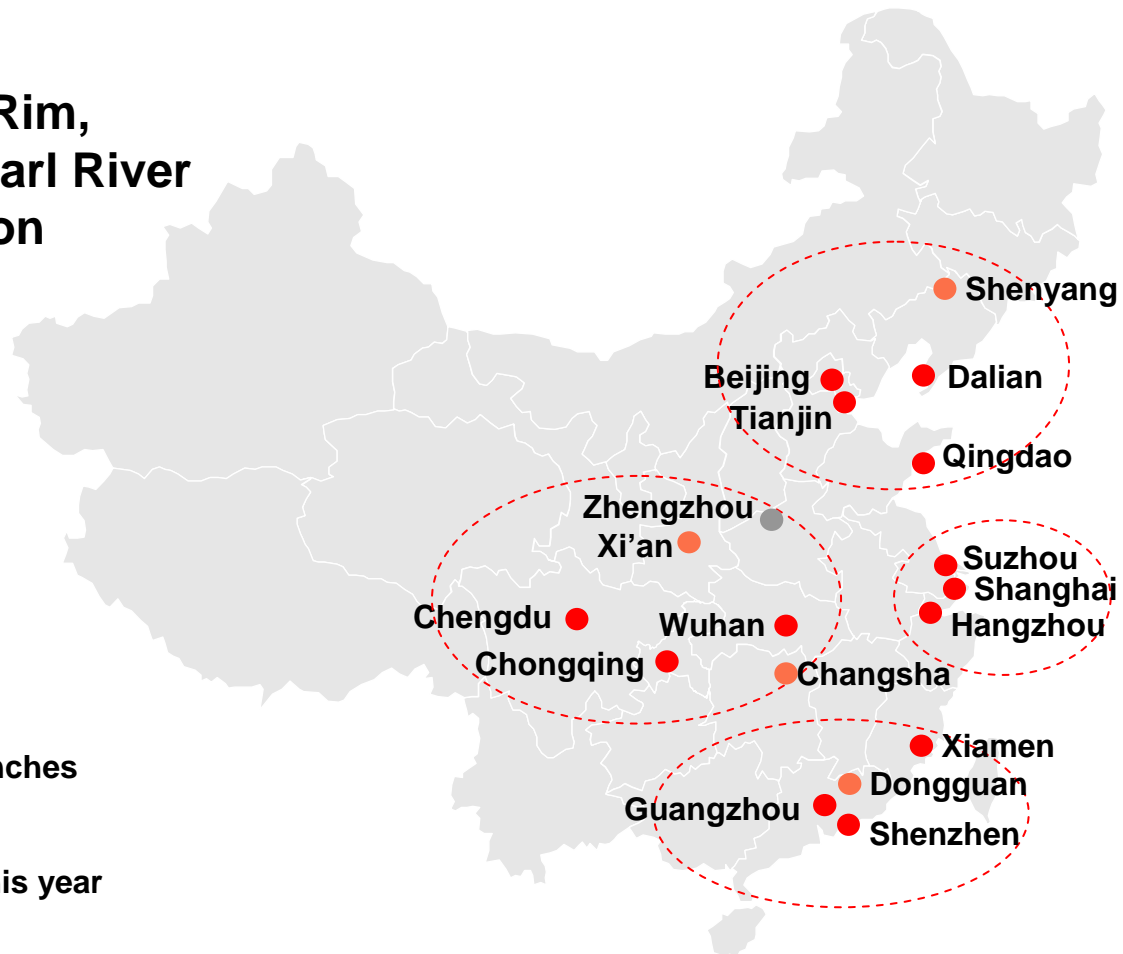 Rim,
arl River
on
Shenyang
Beijing
Dalian
Tianjin
Qingdao
Zhengzhou
Xi’an
Suzhou
Shanghai
Chengdu
Wuhan
Hangzhou
Chongqing
Changsha
Xiamen
nches
Dongguan
Guangzhou
Shenzhen
is year